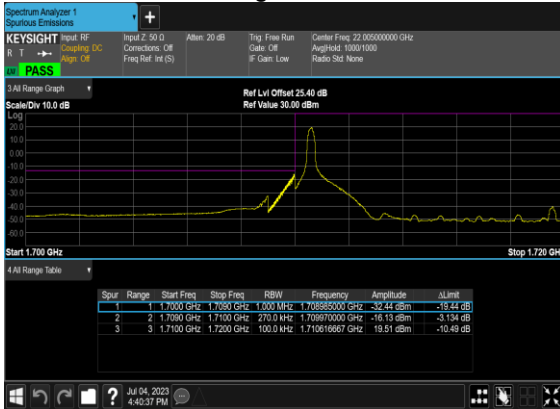 Spectrum Analyzer 1
Spurious Emissions
+
KEYSIGHT Input: RF Input Z: 50 Ω Atten: 20 dB Trig: Free Run Center Freq: 22.005000000 GHz
R T Coupling: DC Corrections: Off Gate: Off Avg|Hold: 1000/1000
Align: Off Freq Ref: Int (S) IF Gain: Low Radio Std: None
PASS
3 All Range Graph Ref Lvl Offset 25.40 dB
Scale/Div 10.0 dB Ref Value 30.00 dBm
Log
20.0
10.0
0.00
-10.0
-20.0
-30.0
-40.0
-50.0
-60.0
Start 1.700 GHz Stop 1.720 GH
4 All Range Table
Spur Range Start Freq Stop Freq RBW Frequency Amplitude ΔLimit
1 1 1.7000 GHz 1.7090 GHz 1.000 MHz 1.708985000 GHz -32.44 dBm -19.44 dB
2 2 1.7090 GHz 1.7100 GHz 270.0 kHz 1.709970000 GHz -16.13 dBm -3.134 dB
3 3 1.7100 GHz 1.7200 GHz 100.0 kHz 1.710616667 GHz 19.51 dBm -10.49 dB
? Jul 04, 2023
4:40:37 PM